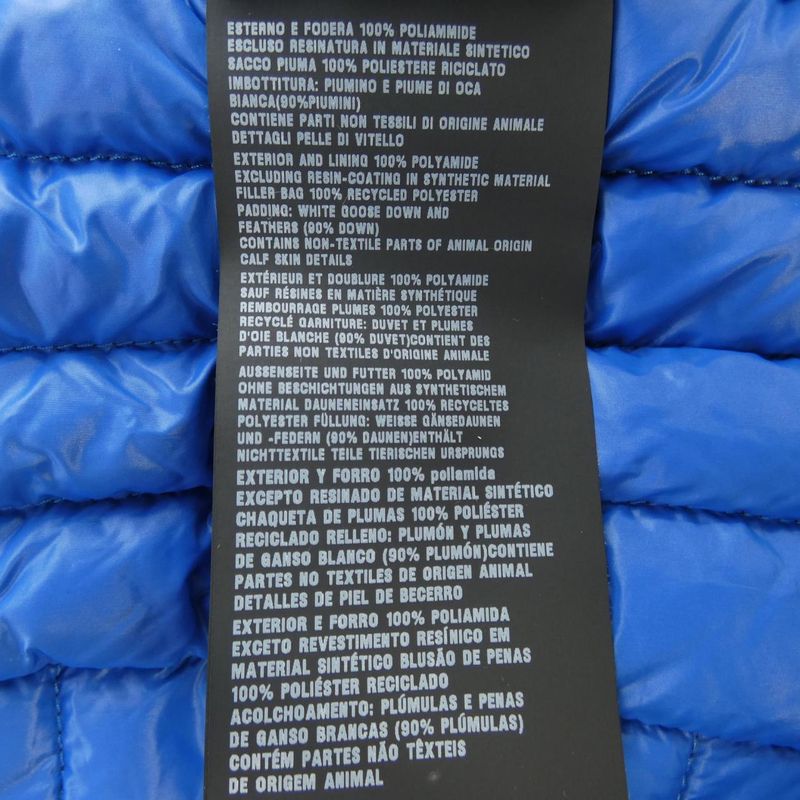 ESTERNO E FODERA 100% POLIAMMIDE
ESCLUSO RESINATURA IN MATERIALE SINTETICO
SACCO PIUMA 100% POLIESTERE RICICLATO
IMBOTTITURA: PIUMINO E PIUME DI OCA
BIANCA(90%PIUMINI)
CONTIENE PARTI NON TESSILI DI ORIGINE ANIMALE
DETTAGLI PELLE DI VITELLO
EXTERIOR AND LINING 100% POLYAMIDE
EXCLUDING RESIN-COATING IN SYNTHETIC MATERIAL
FILLER BAG 100% RECYCLED POLYESTER
PADDING: WHITE GOOSE DOWN AND
FEATHERS (90% DOWN)
CONTAINS NON-TEXTILE PARTS OF ANIMAL ORIGIN
CALF SKIN DETAILS
EXTÉRIEUR ET DOUBLURE 100% POLYAMIDE
SAUF RÉSINES EN MATIÈRE SYNTHÉTIQUE
REMBOURRAGE PLUMES 100% POLYESTER
RECYCLÉ GARNITURE: DUVET ET PLUMES
D'OIE BLANCHE (90% DUVET)CONTIENT DES
PARTIES NON TEXTILES D'ORIGINE ANIMALE
AUSSENSEITE UND FUTTER 100% POLYAMID
OHNE BESCHICHTUNGEN AUS SYNTHETISCHEM
MATERIAL DAUNENEINSATZ 100% RECYCELTES
POLYESTER FÜLLUNG: WEISSE GÄNSEDAUNEN
UND -FEDERN (90% DAUNEN)ENTHÄLT
NICHTTEXTILE TEILE TIERISCHEN URSPRUNGS
EXTERIOR Y FORRO 100% poliamida
EXCEPTO RESINADO DE MATERIAL SINTÉTICO
CHAQUETA DE PLUMAS 100% POLIÉSTER
RECICLADO RELLENO: PLUMÓN Y PLUMAS
DE GANSO BLANCO (90% PLUMÓN)CONTIENE
PARTES NO TEXTILES DE ORIGEN ANIMAL
DETALLES DE PIEL DE BECERRO
EXTERIOR E FORRO 100% POLIAMIDA
EXCETO REVESTIMENTO RESÍNICO EM
MATERIAL SINTÉTICO BLUSÃO DE PENAS
100% POLIÉSTER RECICLADO
ACOLCHOAMENTO: PLÚMULAS E PENAS
DE GANSO BRANCAS (90% PLÚMULAS)
CONTÉM PARTES NÃO TÊXTEIS
DE ORIGEM ANIMAL